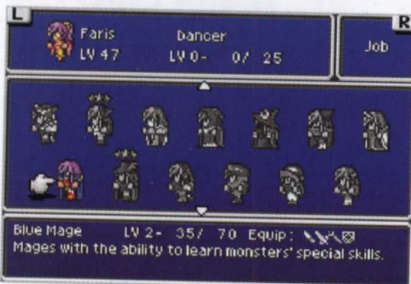 L
R
Faris Dancer
LV 47 LV 0- 0/ 25
Job
Blue Mage LV 2- 35/ 70 Equip:
Mages with the ability to learn monsters' special skills.